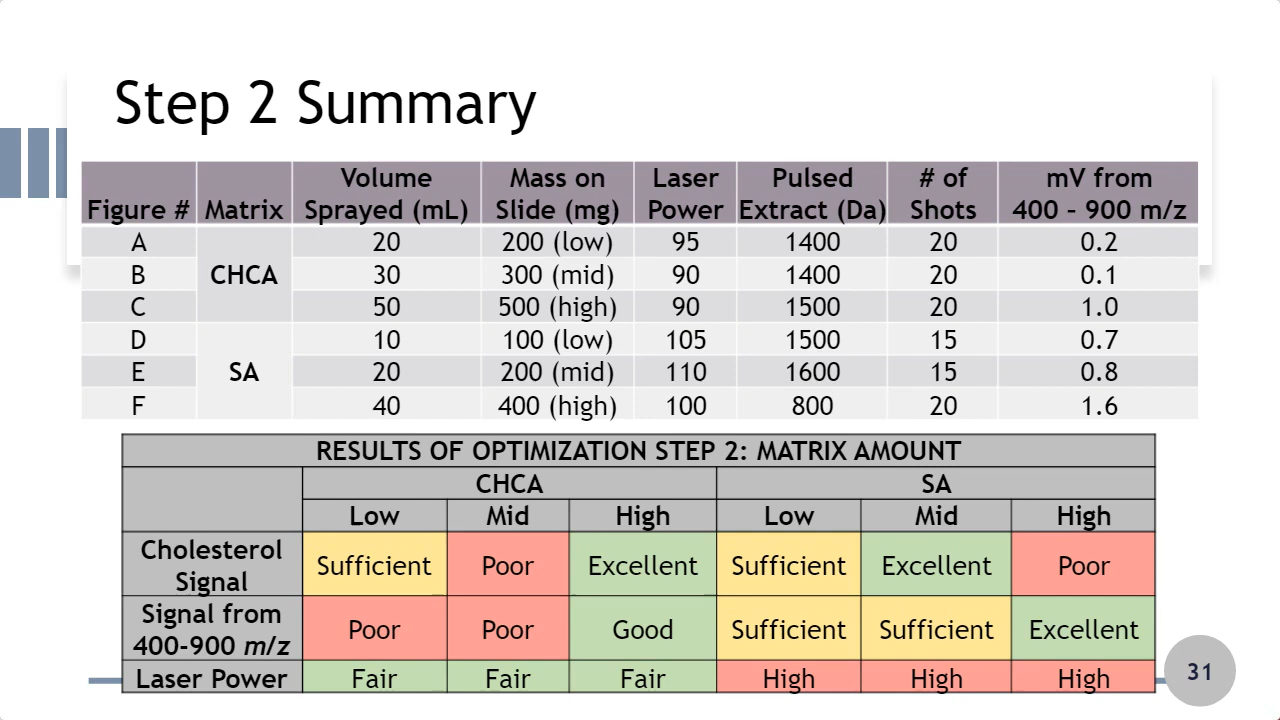 Step 2 Summary
Figure # Matrix Volume Sprayed (mL) Mass on Slide (mg) Laser Power Pulsed Extract (Da) # of Shots mV from 400 – 900 m/z
A CHCA 20 200 (low) 95 1400 20 0.2
B 30 300 (mid) 90 1400 20 0.1
C 50 500 (high) 90 1500 20 1.0
D SA 10 100 (low) 105 1500 15 0.7
E 20 200 (mid) 110 1600 15 0.8
F 40 400 (high) 100 800 20 1.6
RESULTS OF OPTIMIZATION STEP 2: MATRIX AMOUNT
CHCA SA
Low Mid High Low Mid High
Cholesterol Signal Sufficient Poor Excellent Sufficient Excellent Poor
Signal from 400-900 m/z Poor Poor Good Sufficient Sufficient Excellent
Laser Power Fair Fair Fair High High High
31